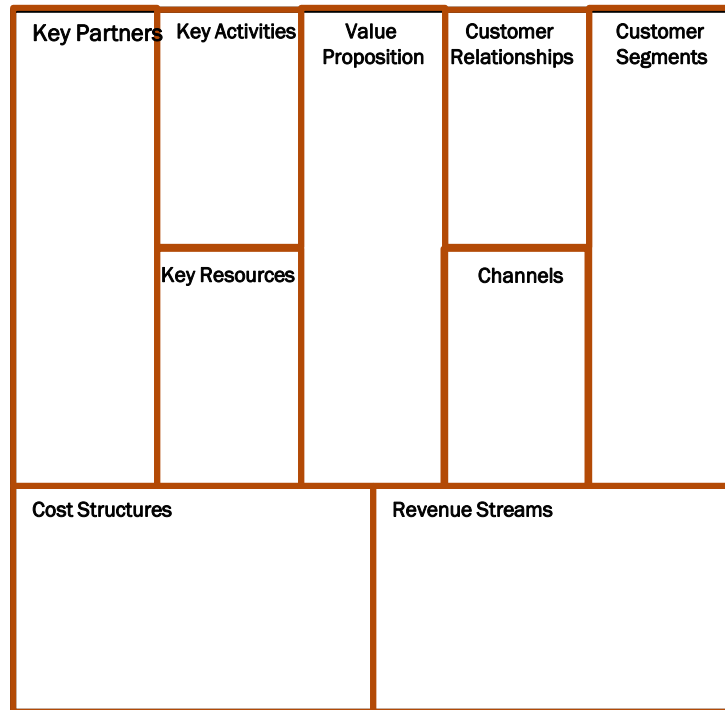 Key Partners
Key Activities
Value
Proposition
Customer
Relationships
Customer
Segments
Key Resources
Channels
Cost Structures
Revenue Streams